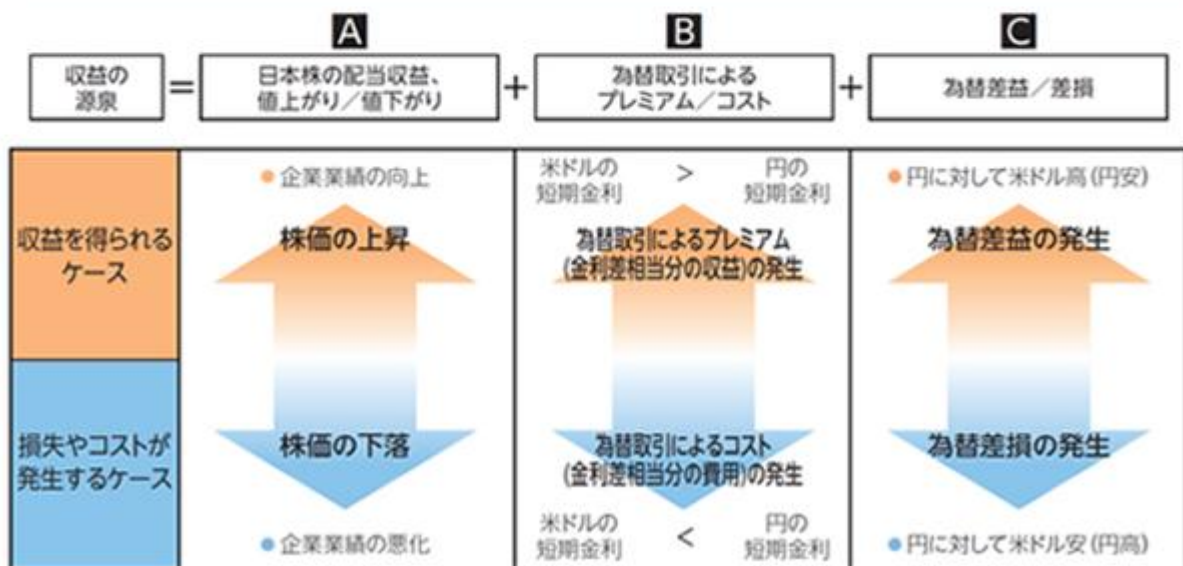 A
B
C
収益の
源泉
=
日本株の配当収益、
値上がり／値下がり
+
為替取引による
プレミアム／コスト
+
為替差益／差損
収益を得られる
ケース
●企業業績の向上
株価の上昇
米ドルの
短期金利
>
円の
短期金利
為替取引によるプレミアム
(金利差相当分の収益)の発生
●円に対して米ドル高(円安)
為替差益の発生
損失やコストが
発生するケース
株価の下落
●企業業績の悪化
為替取引によるコスト
(金利差相当分の費用)の発生
米ドルの
短期金利
<
円の
短期金利
為替差損の発生
●円に対して米ドル安(円高)